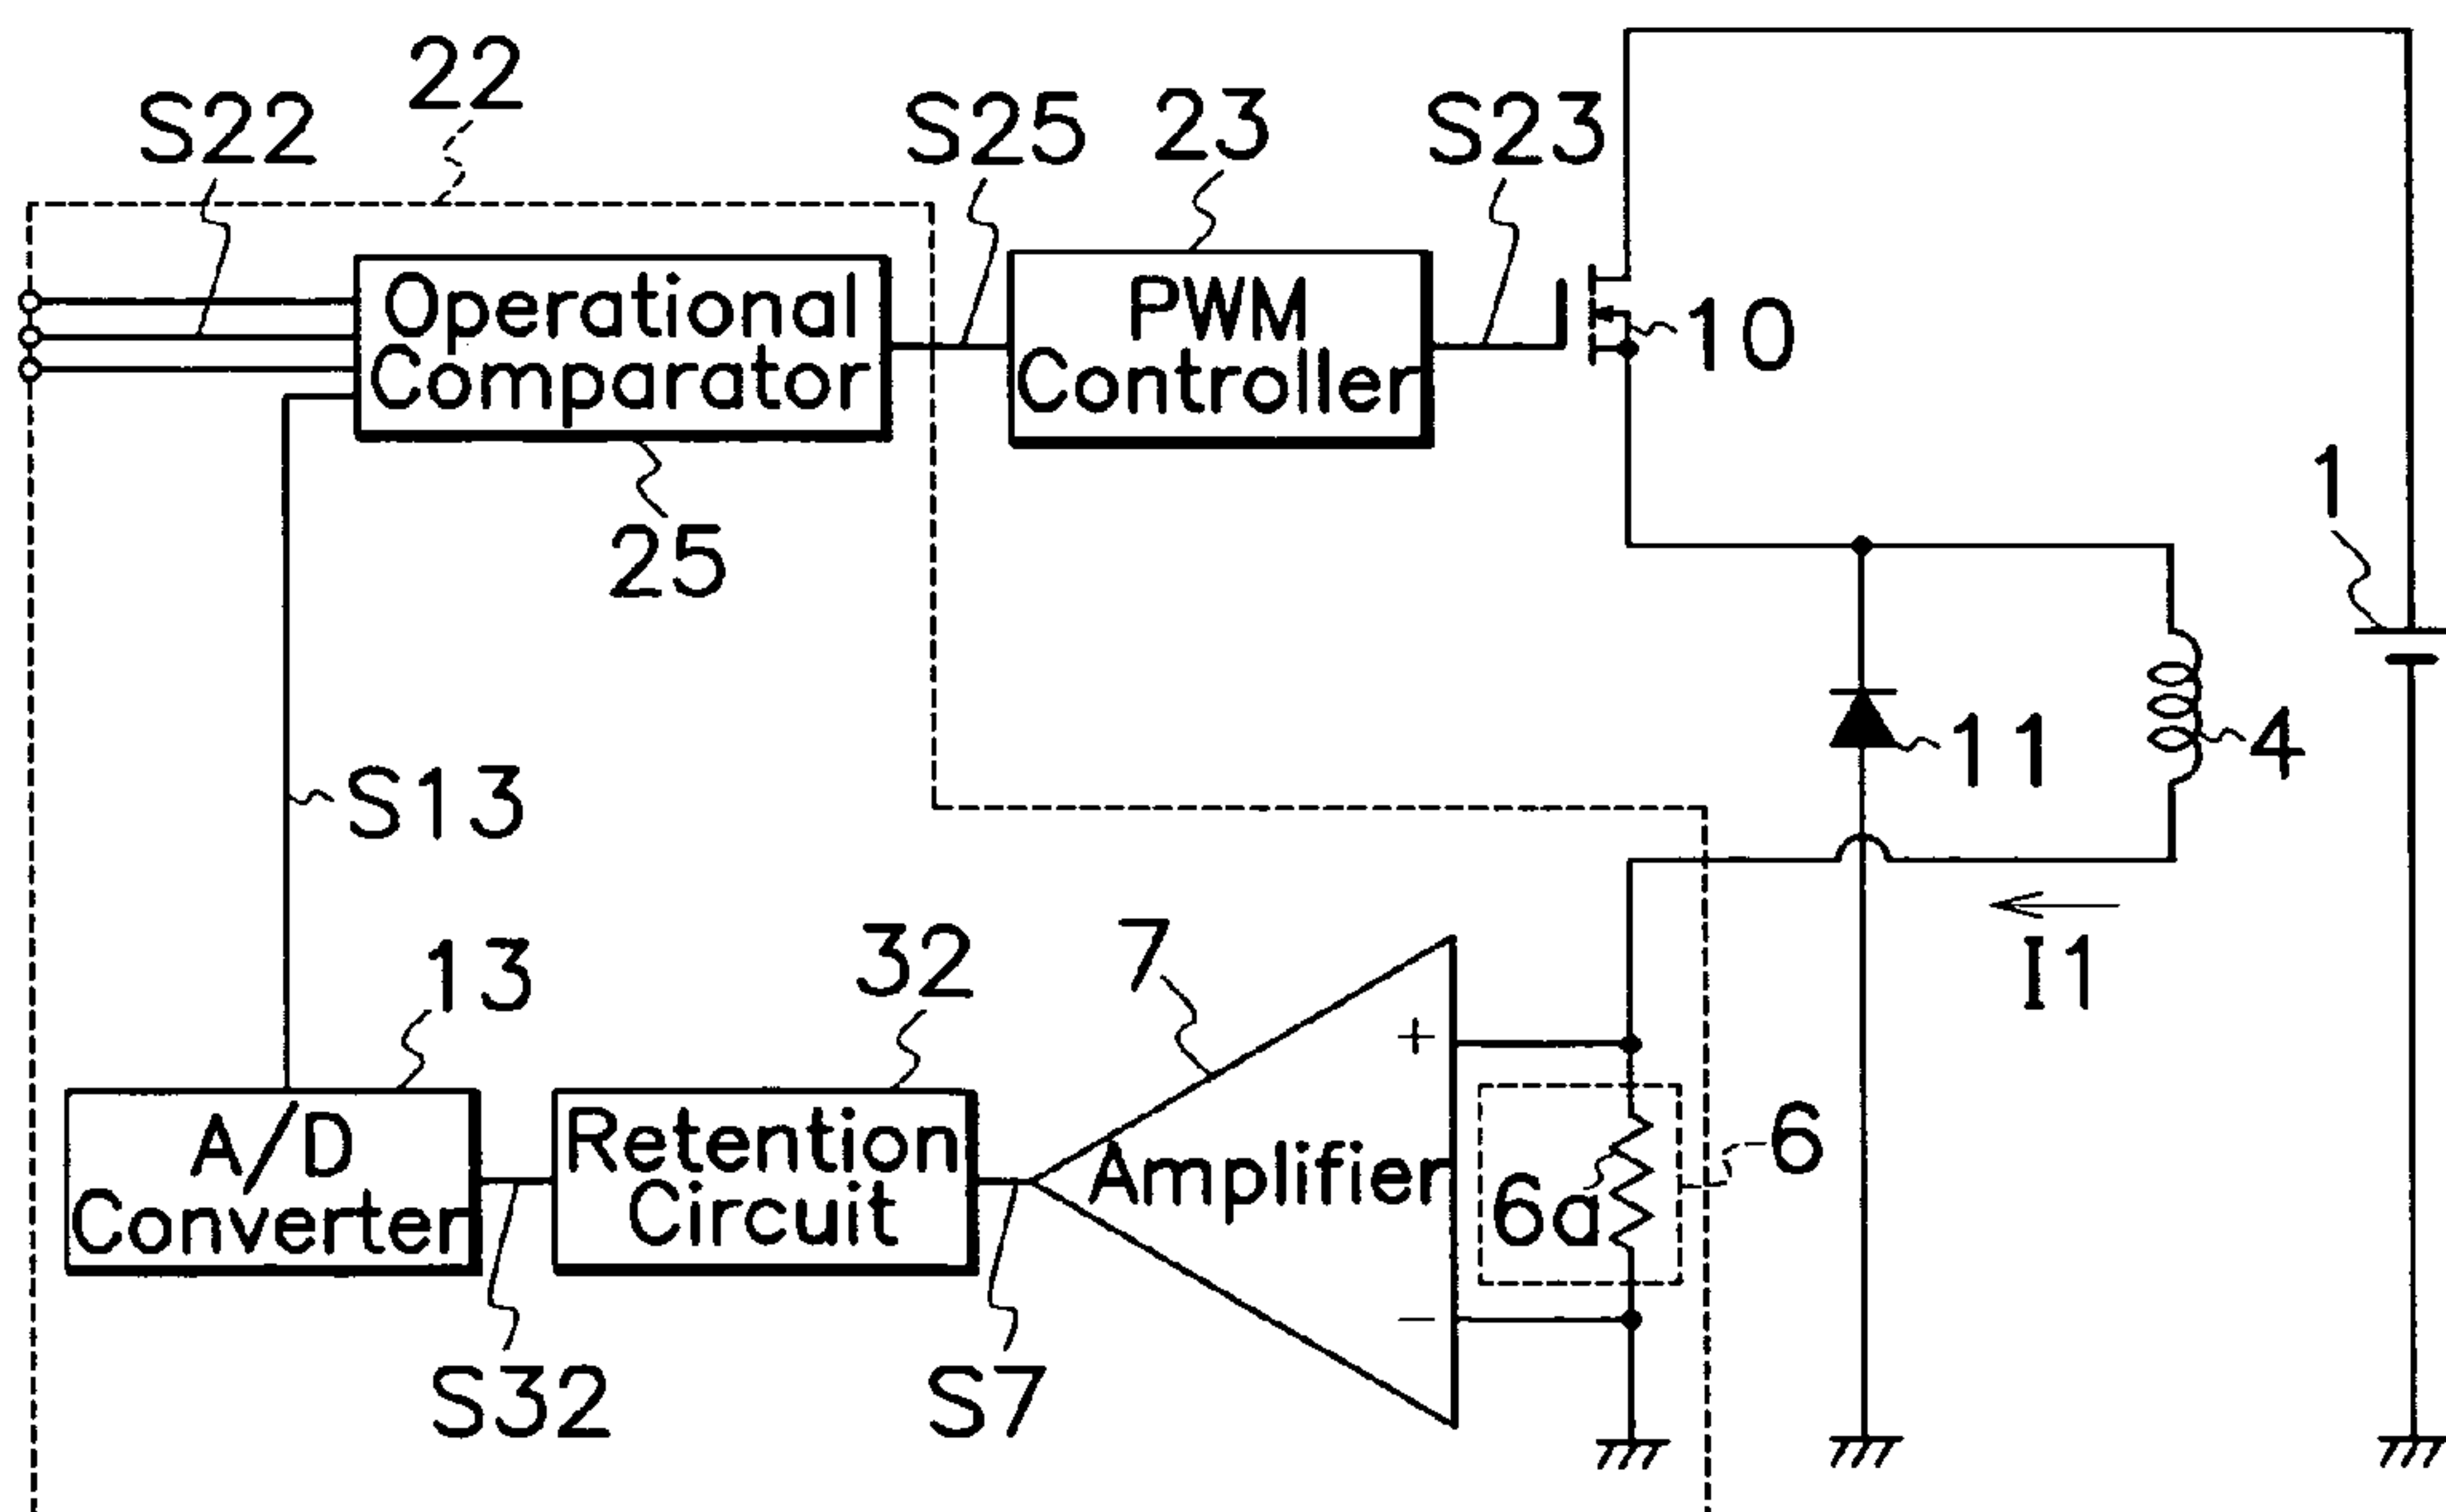 22
S22
S25
23
S23
Operational
Comparator
PWM
Controller
10
1
25
S13
11
4
I1
13
32
7
+
A/D
Converter
Retention
Circuit
Amplifier
6a
6
−
S32
S7